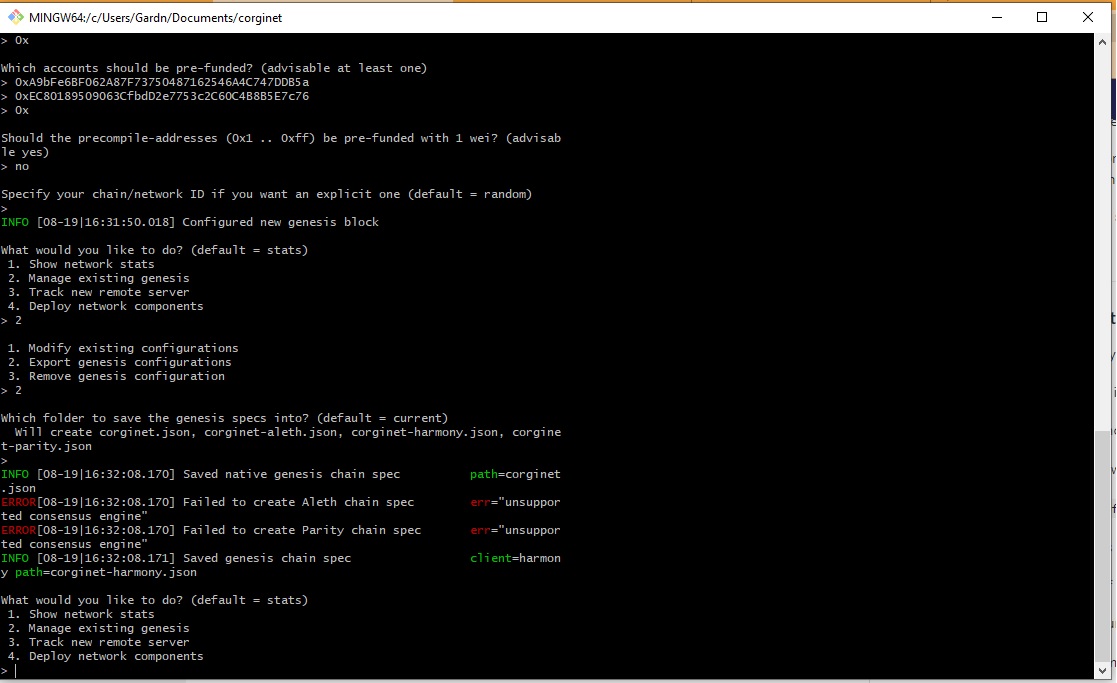 MINGW64:/c/Users/Gardn/Documents/corginet
> 0x
Which accounts should be pre-funded? (advisable at least one)
> 0xA9bFe6BF062A87F73750487162546A4C747DDB5a
> 0xEC80189509063CfbdD2e7753c2C60C4B8B5E7c76
> 0x
Should the precompile-addresses (0x1 .. 0xff) be pre-funded with 1 wei? (advisab
le yes)
> no
Specify your chain/network ID if you want an explicit one (default = random)
>
INFO [08-19|16:31:50.018] Configured new genesis block
What would you like to do? (default = stats)
1. Show network stats
2. Manage existing genesis
3. Track new remote server
4. Deploy network components
> 2
1. Modify existing configurations
2. Export genesis configurations
3. Remove genesis configuration
> 2
Which folder to save the genesis specs into? (default = current)
Will create corginet.json, corginet-aleth.json, corginet-harmony.json, corgine
t-parity.json
>
INFO [08-19|16:32:08.170] Saved native genesis chain spec path=corginet
.json
ERROR[08-19|16:32:08.170] Failed to create Aleth chain spec err="unsuppor
ted consensus engine"
ERROR[08-19|16:32:08.170] Failed to create Parity chain spec err="unsuppor
ted consensus engine"
INFO [08-19|16:32:08.171] Saved genesis chain spec client=harmon
y path=corginet-harmony.json
What would you like to do? (default = stats)
1. Show network stats
2. Manage existing genesis
3. Track new remote server
4. Deploy network components
>